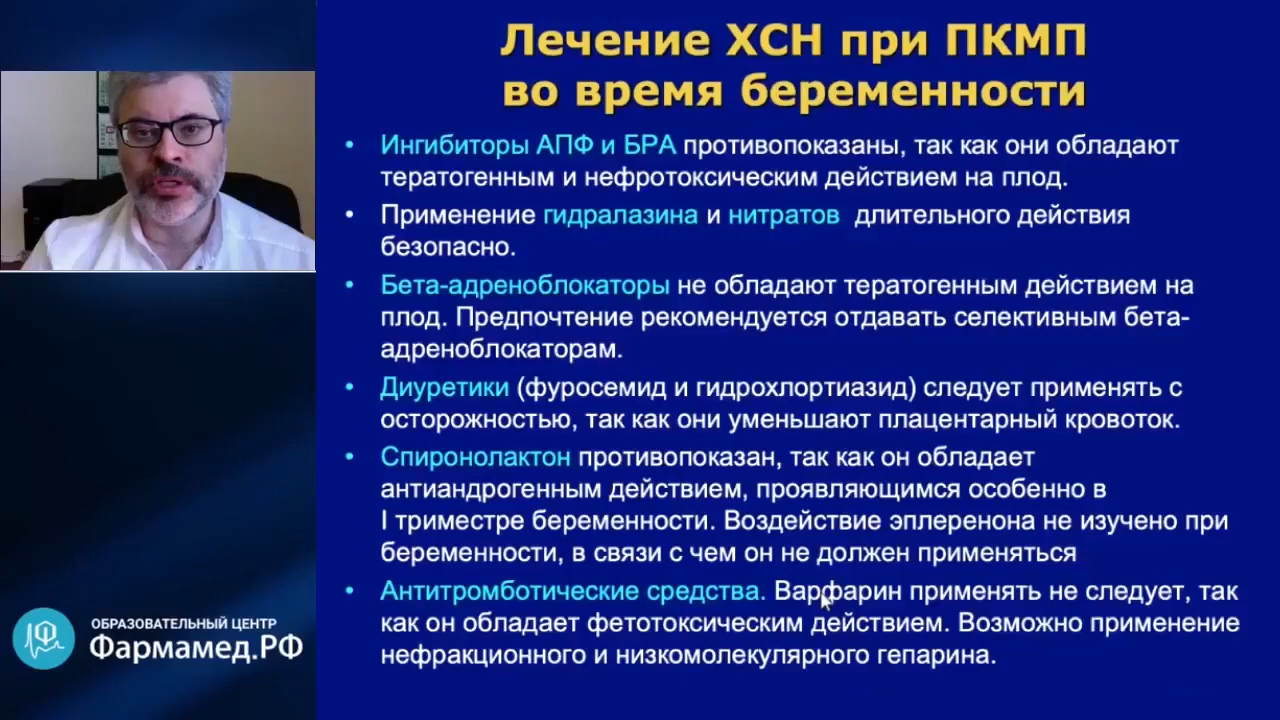 Лечение ХСН при ПКМП
во время беременности
• Ингибиторы АПФ и БРА противопоказаны, так как они обладают
тератогенным и нефротоксическим действием на плод.
• Применение гидралазина и нитратов длительного действия
безопасно.
• Бета-адреноблокаторы не обладают тератогенным действием на
плод. Предпочтение рекомендуется отдавать селективным бета-
адреноблокаторам.
• Диуретики (фуросемид и гидрохлортиазид) следует применять с
осторожностью, так как они уменьшают плацентарный кровоток.
• Спиронолактон противопоказан, так как он обладает
антиандрогенным действием, проявляющимся особенно в
I триместре беременности. Воздействие эплеренона не изучено при
беременности, в связи с чем он не должен применяться
• Антитромботические средства. Варфарин применять не следует, так
как он обладает фетотоксическим действием. Возможно применение
нефракционного и низкомолекулярного гепарина.
ОБРАЗОВАТЕЛЬНЫЙ ЦЕНТР
Фармамед.РФ